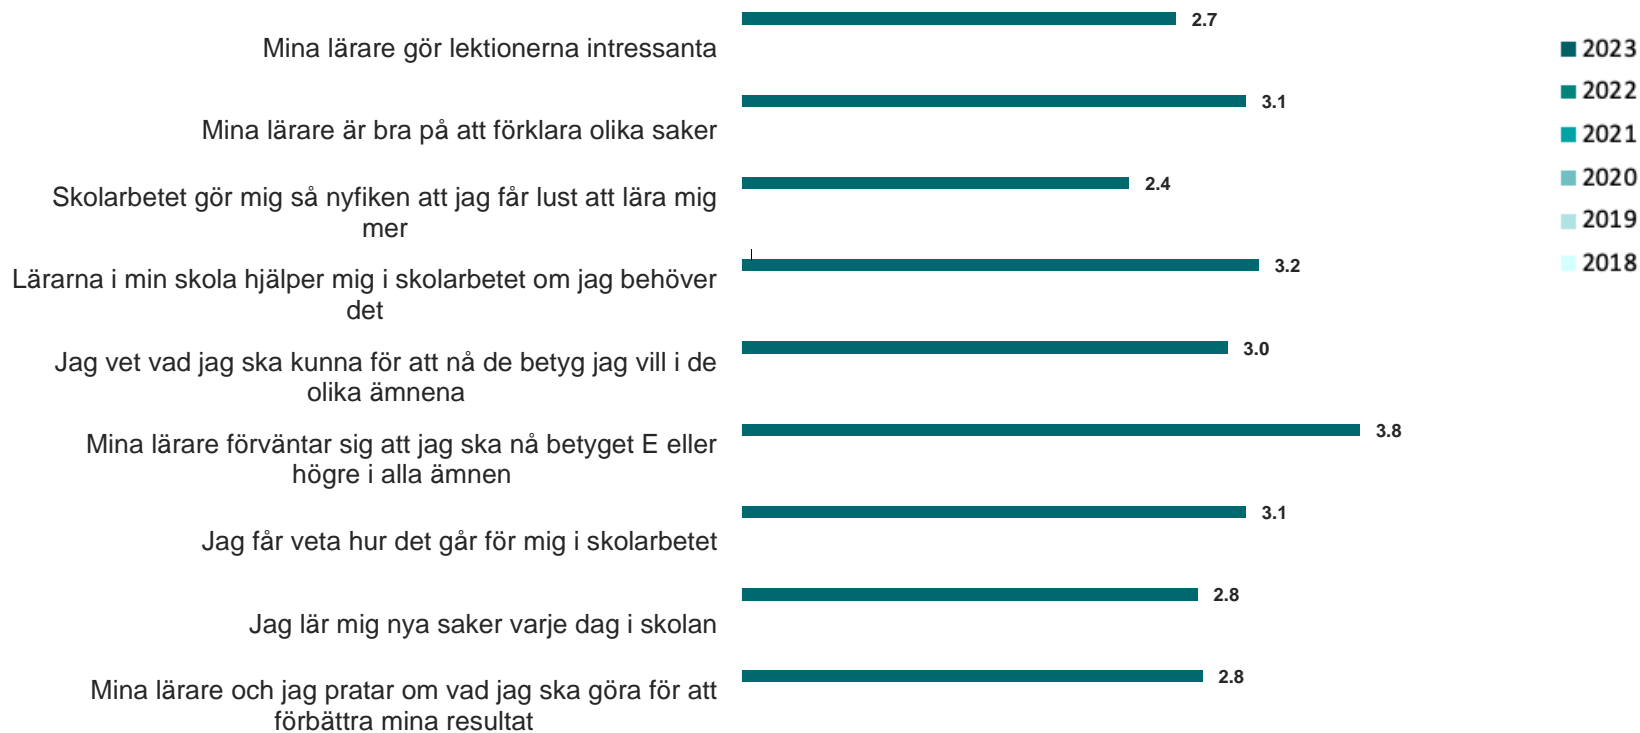 2.7
Mina lärare gör lektionerna intressanta
3.1
Mina lärare är bra på att förklara olika saker
2.4
Skolarbetet gör mig så nyfiken att jag får lust att lära mig
mer
3.2
Lärarna i min skola hjälper mig i skolarbetet om jag behöver
det
3.0
Jag vet vad jag ska kunna för att nå de betyg jag vill i de
olika ämnena
3.8
Mina lärare förväntar sig att jag ska nå betyget E eller
högre i alla ämnen
3.1
Jag får veta hur det går för mig i skolarbetet
2.8
Jag lär mig nya saker varje dag i skolan
2.8
Mina lärare och jag pratar om vad jag ska göra för att
förbättra mina resultat
2023
2022
2021
2020
2019
2018